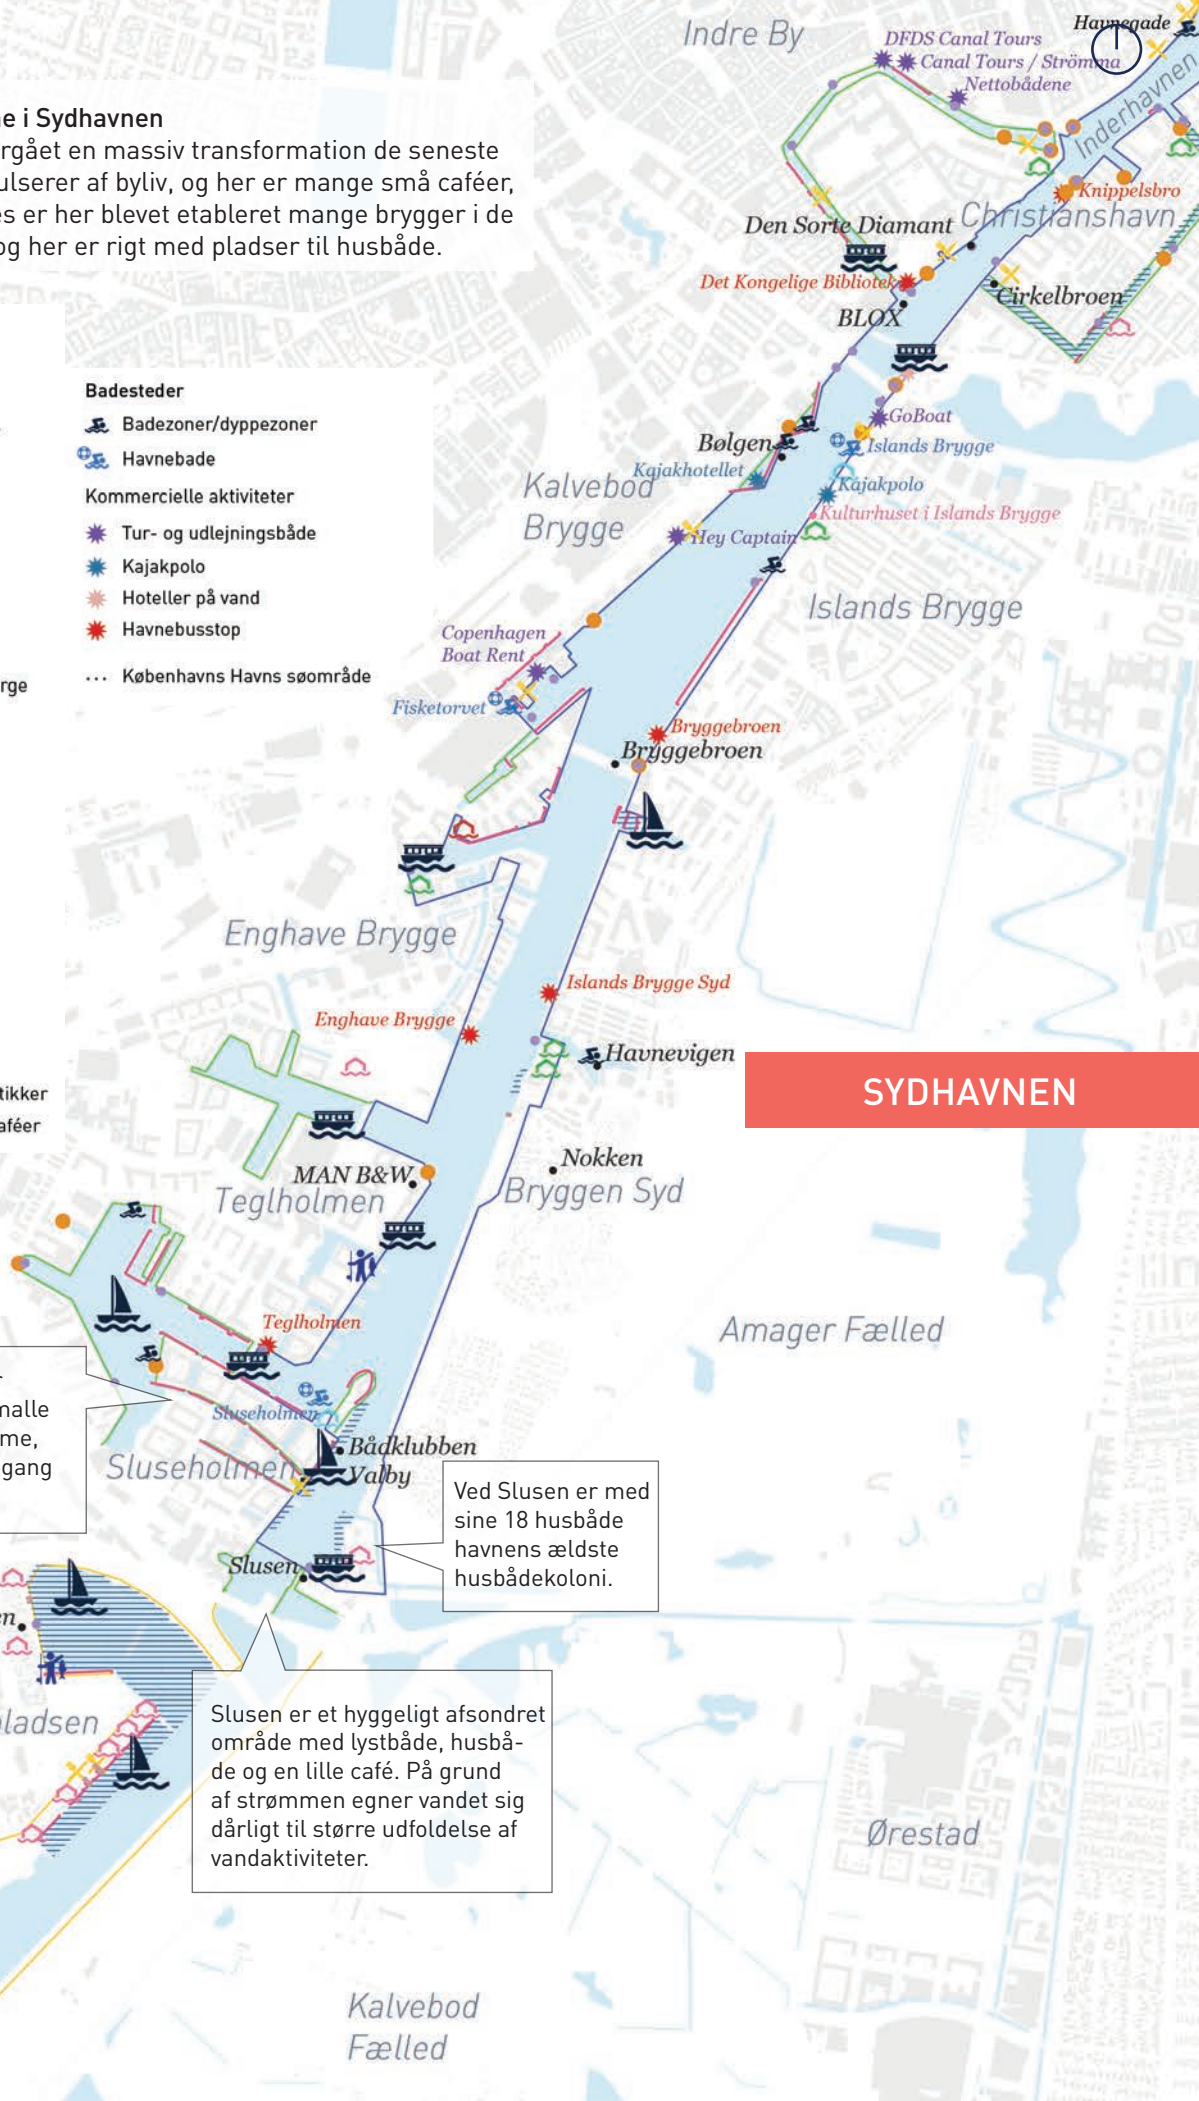 Indre By
Havnegade
DFDS Canal Tours
Canal Tours / Strömma
Nettobådene
Inderhavnen
e i Sydhavnen
rgået en massiv transformation de seneste
ulserer af byliv, og her er mange små caféer,
es er her blevet etableret mange brygger i de
og her er rigt med pladser til husbåde.
Knippelsbro
Christianshavn
Den Sorte Diamant
Det Kongelige Bibliotek
Cirkelbroen
BLOX
Badesteder
Badezoner/dyppezoner
Havnebade
Kommercielle aktiviteter
Tur- og udlejningsbåde
Kajakpolo
Hoteller på vand
Havnebusstop
... Københavns Havns søområde
rge
GoBoat
Bølgen
Islands Brygge
Kajakhotellet
Kajakpolo
Kalvebod
Brygge
Kulturhuset i Islands Brygge
Hey Captain
Islands Brygge
Copenhagen
Boat Rent
Fisketorvet
Bryggebroen
Bryggebroen
Enghave Brygge
Islands Brygge Syd
Enghave Brygge
Havnevigen
SYDHAVNEN
tikker
aféer
Nokken
MAN B&W
Teglholmen
Bryggen Syd
Teglholmen
Amager Fælled
malle
me,
gang
Sluseholmen
Bådklubben
Valby
Sluseholmen
Ved Slusen er med
sine 18 husbåde
havnens ældste
husbådekoloni.
Slusen
en
ladsen
Slusen er et hyggeligt afsondret
område med lystbåde, husbå-
de og en lille café. På grund
af strømmen egner vandet sig
dårligt til større udfoldelse af
vandaktiviteter.
Ørestad
Kalvebod
Fælled